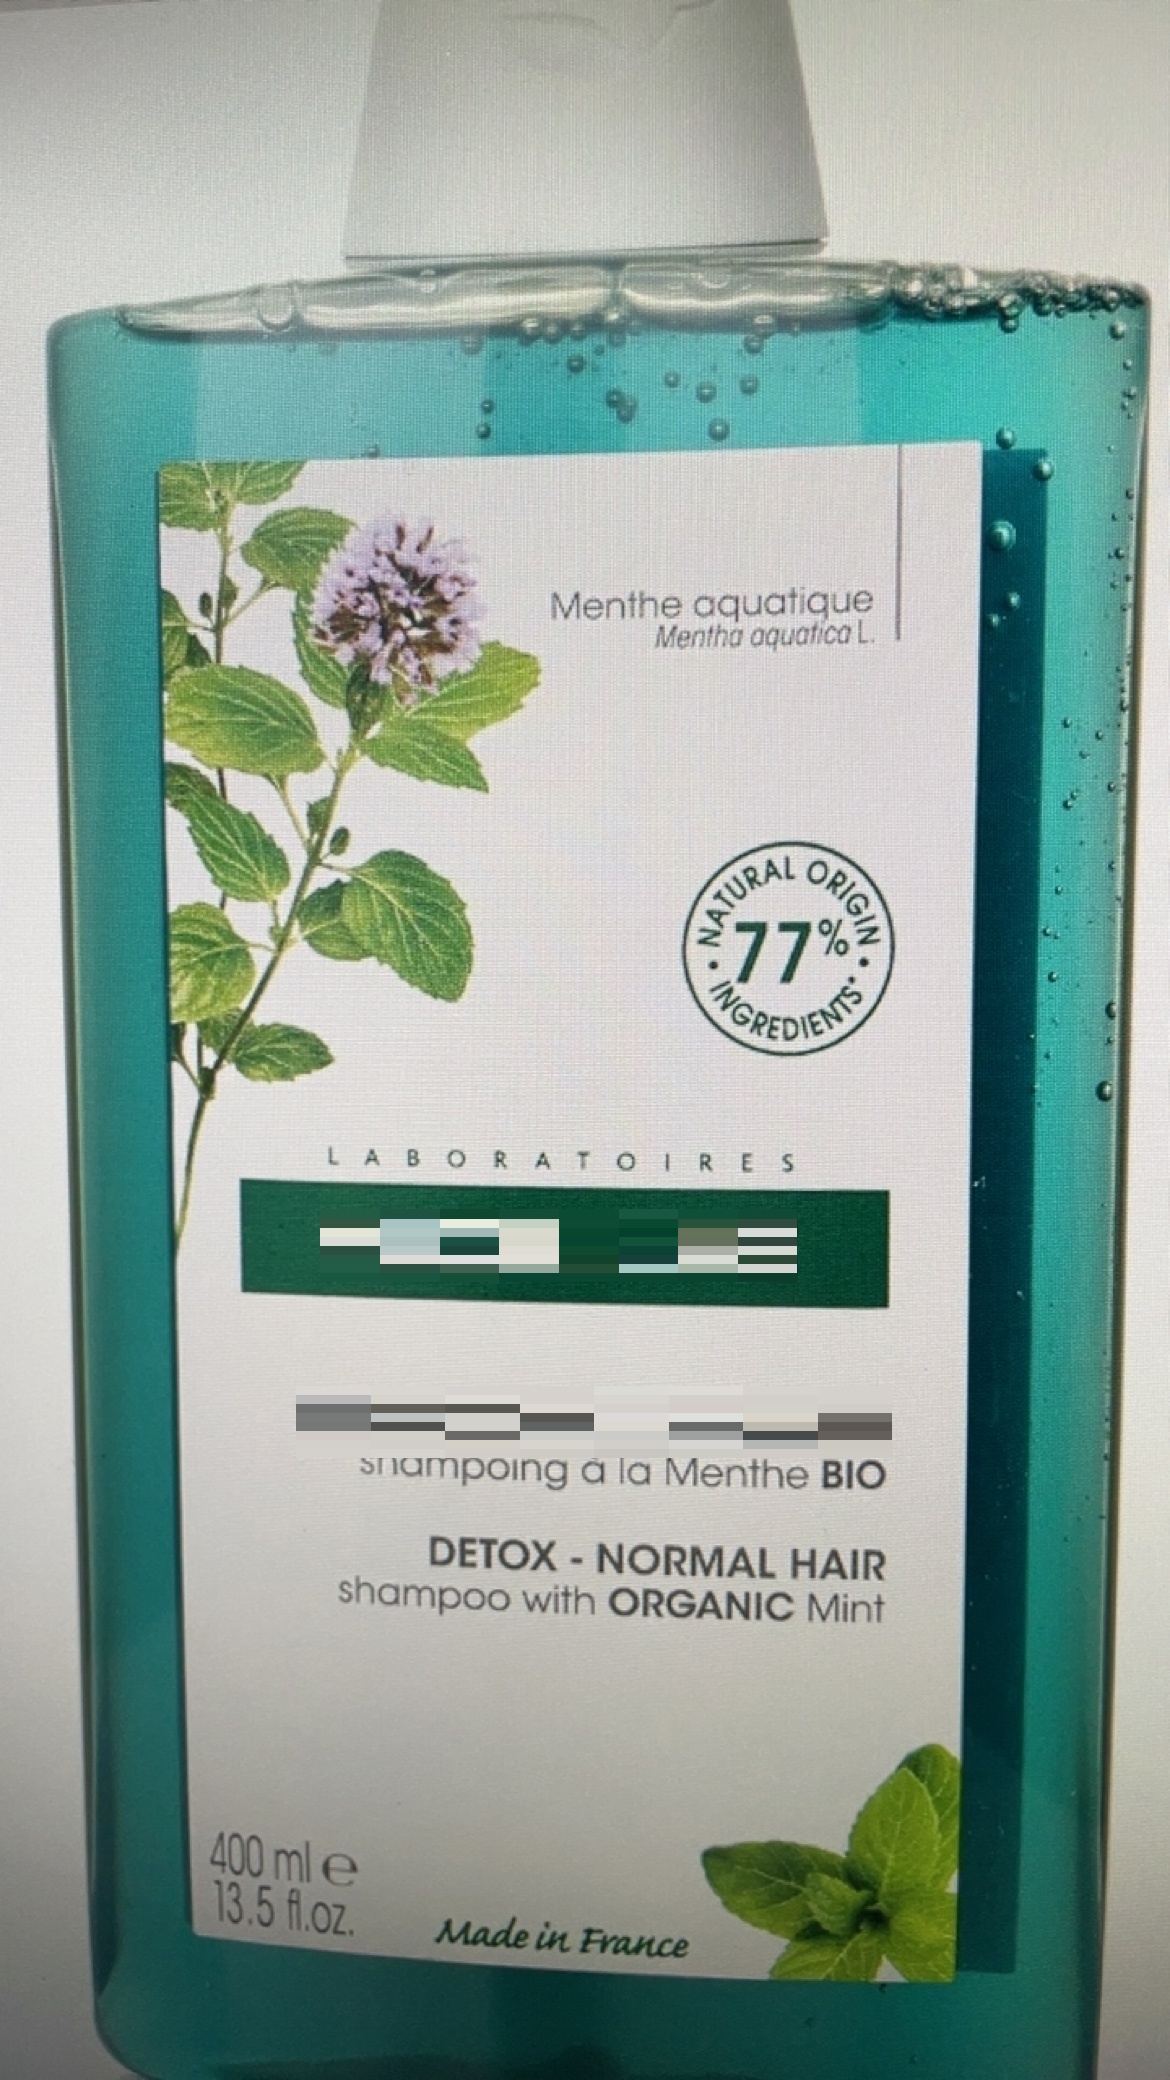 Menthe aquatique
Mentha aquatica L.
NATURAL ORIGIN
77%
INGREDIENTS
LABORATOIRES
shampoing à la Menthe BIO
DETOX - NORMAL HAIR
shampoo with ORGANIC Mint
400 ml e
13.5 fl.oz.
Made in France